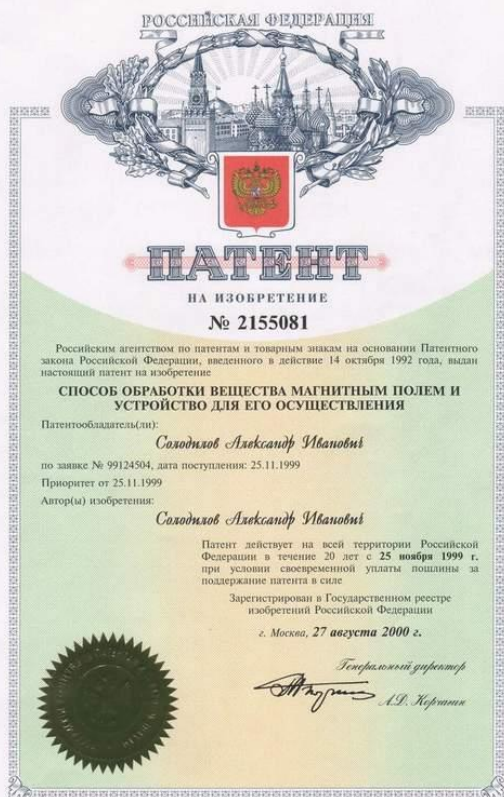 РОССИЙСКАЯ ФЕДЕРАЦИЯ
ПАТЕНТ
НА ИЗОБРЕТЕНИЕ
№ 2155081
Российским агентством по патентам и товарным знакам на основании Патентного
закона Российской Федерации, введенного в действие 14 октября 1992 года, выдан
настоящий патент на изобретение
СПОСОБ ОБРАБОТКИ ВЕЩЕСТВА МАГНИТНЫМ ПОЛЕМ И
УСТРОЙСТВО ДЛЯ ЕГО ОСУЩЕСТВЛЕНИЯ
Патентообладатель(ли):
Солодилов Александр Иванович
по заявке № 99124504, дата поступления: 25.11.1999
Приоритет от 25.11.1999
Автор(ы) изобретения:
Солодилов Александр Иванович
Патент действует на всей территории Российской
Федерации в течение 20 лет с 25 ноября 1999 г.
при условии своевременной уплаты пошлины за
поддержание патента в силе
Зарегистрирован в Государственном реестре
изобретений Российской Федерации
г. Москва, 27 августа 2000 г.
Генеральный директор
А.Д. Корчагин